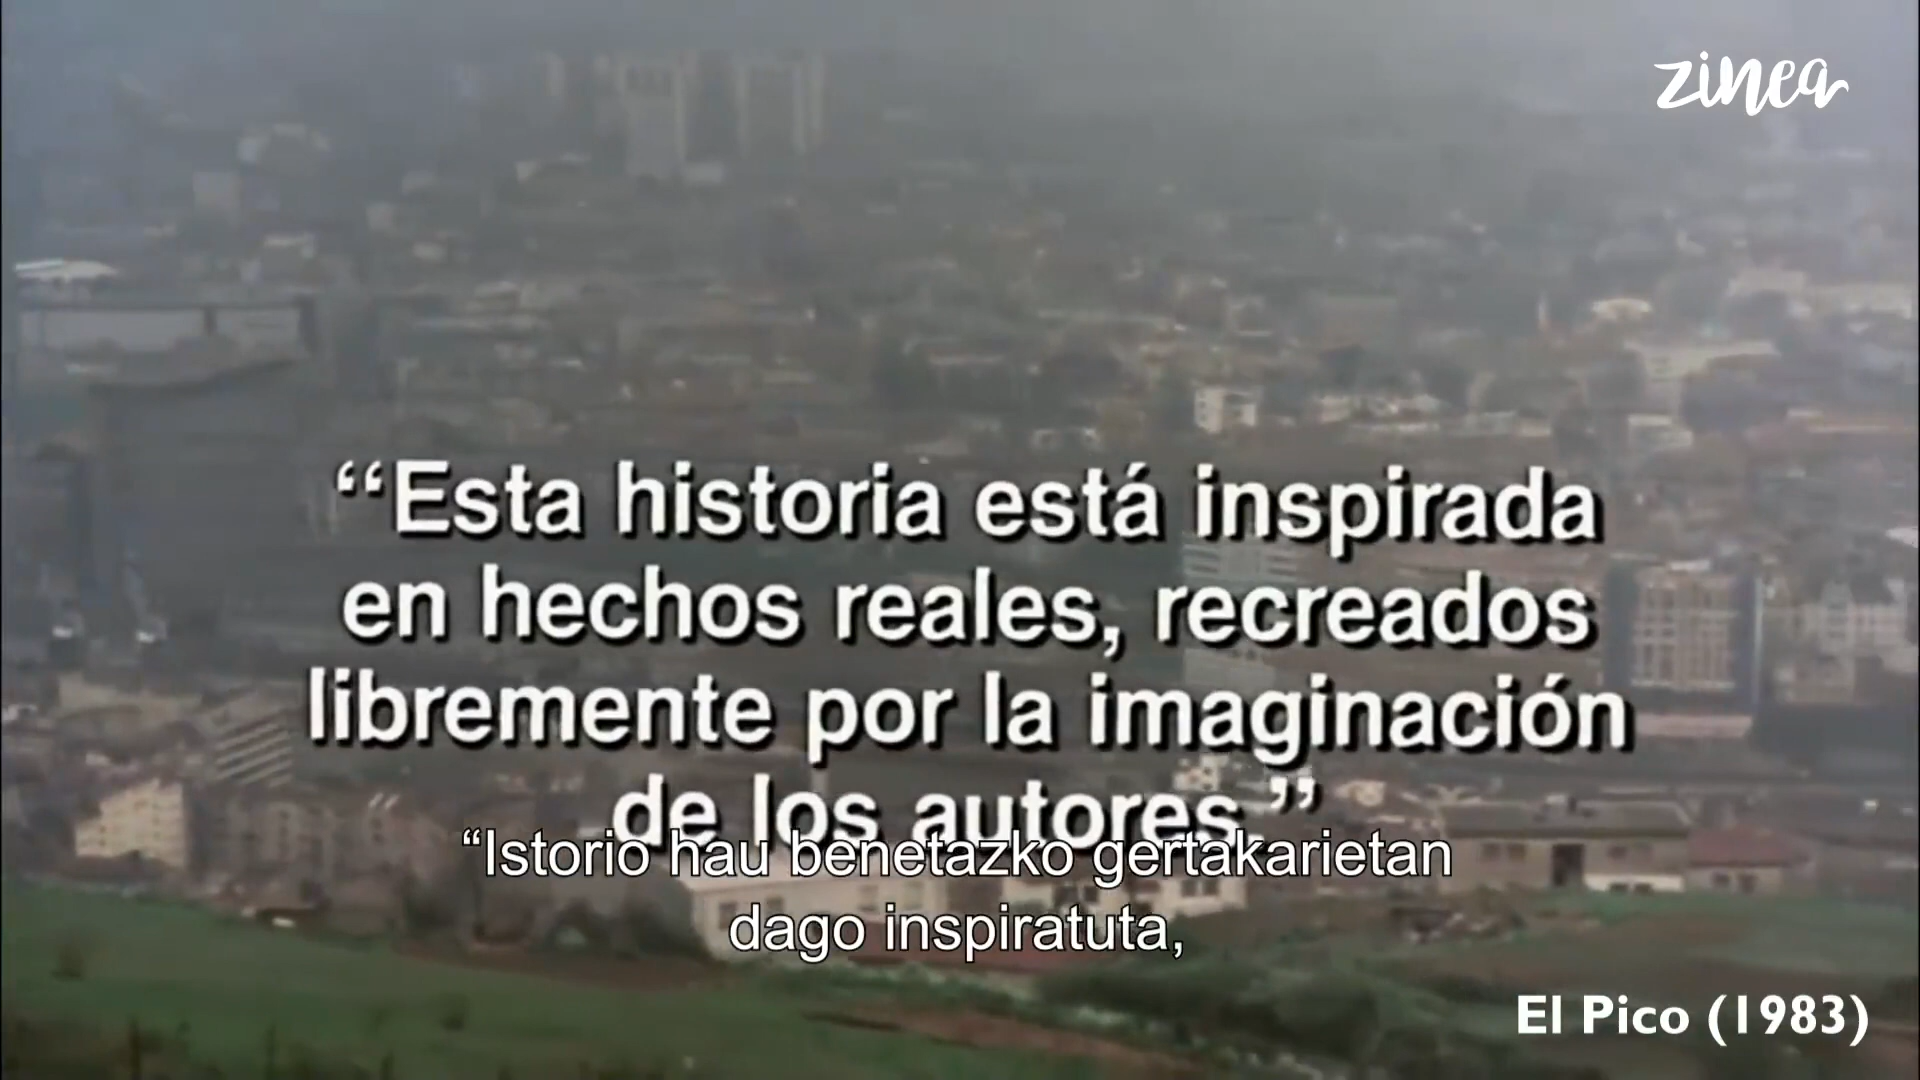 zinea
“Esta historia está inspirada
en hechos reales, recreados
libremente por la imaginación
de los autores.”
“Istorio hau benetazko gertakarietan
dago inspiratuta,
El Pico (1983)